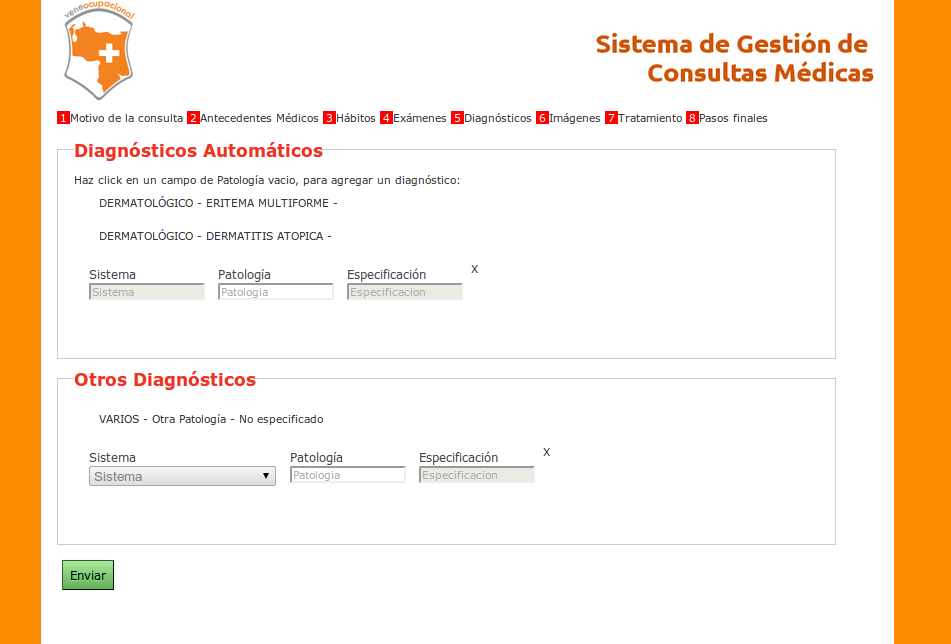 veneocupacional
Sistema de Gestión de
Consultas Médicas
1 Motivo de la consulta 2 Antecedentes Médicos 3 Hábitos 4 Exámenes 5 Diagnósticos 6 Imágenes 7 Tratamiento 8 Pasos finales
Diagnósticos Automáticos
Haz click en un campo de Patología vacio, para agregar un diagnóstico:
DERMATOLÓGICO - ERITEMA MULTIFORME -
DERMATOLÓGICO - DERMATITIS ATOPICA -
Sistema Patología Especificación X
Sistema Patologia Especificacion
Otros Diagnósticos
VARIOS - Otra Patología - No especificado
Sistema Patología Especificación X
Sistema Patologia Especificacion
Enviar